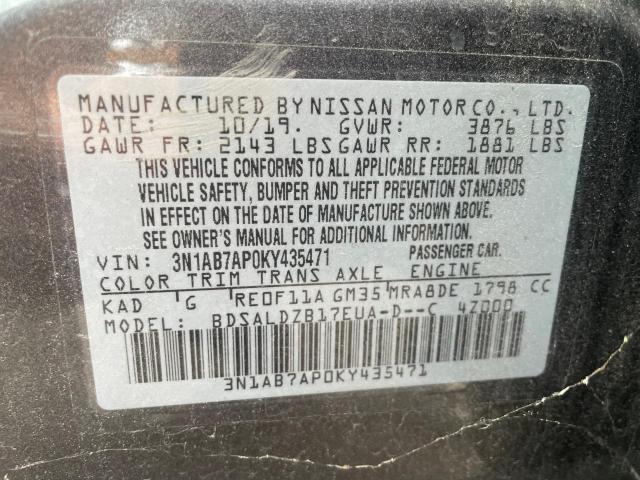 MANUFACTURED BY NISSAN MOTOR CO., LTD.
DATE: 10/19. GVWR: 3876 LBS
GAWR FR: 2143 LBS GAWR RR: 1881 LBS
THIS VEHICLE CONFORMS TO ALL APPLICABLE FEDERAL MOTOR
VEHICLE SAFETY, BUMPER AND THEFT PREVENTION STANDARDS
IN EFFECT ON THE DATE OF MANUFACTURE SHOWN ABOVE.
SEE OWNER'S MANUAL FOR ADDITIONAL INFORMATION.
VIN: 3N1AB7AP0KY435471 PASSENGER CAR.
COLOR TRIM TRANS AXLE ENGINE
KAD G RE0F11A GM35 MRA8DE 1798 CC
MODEL: BDSALDZB17EUA-D--C 4Z000
3N1AB7AP0KY435471